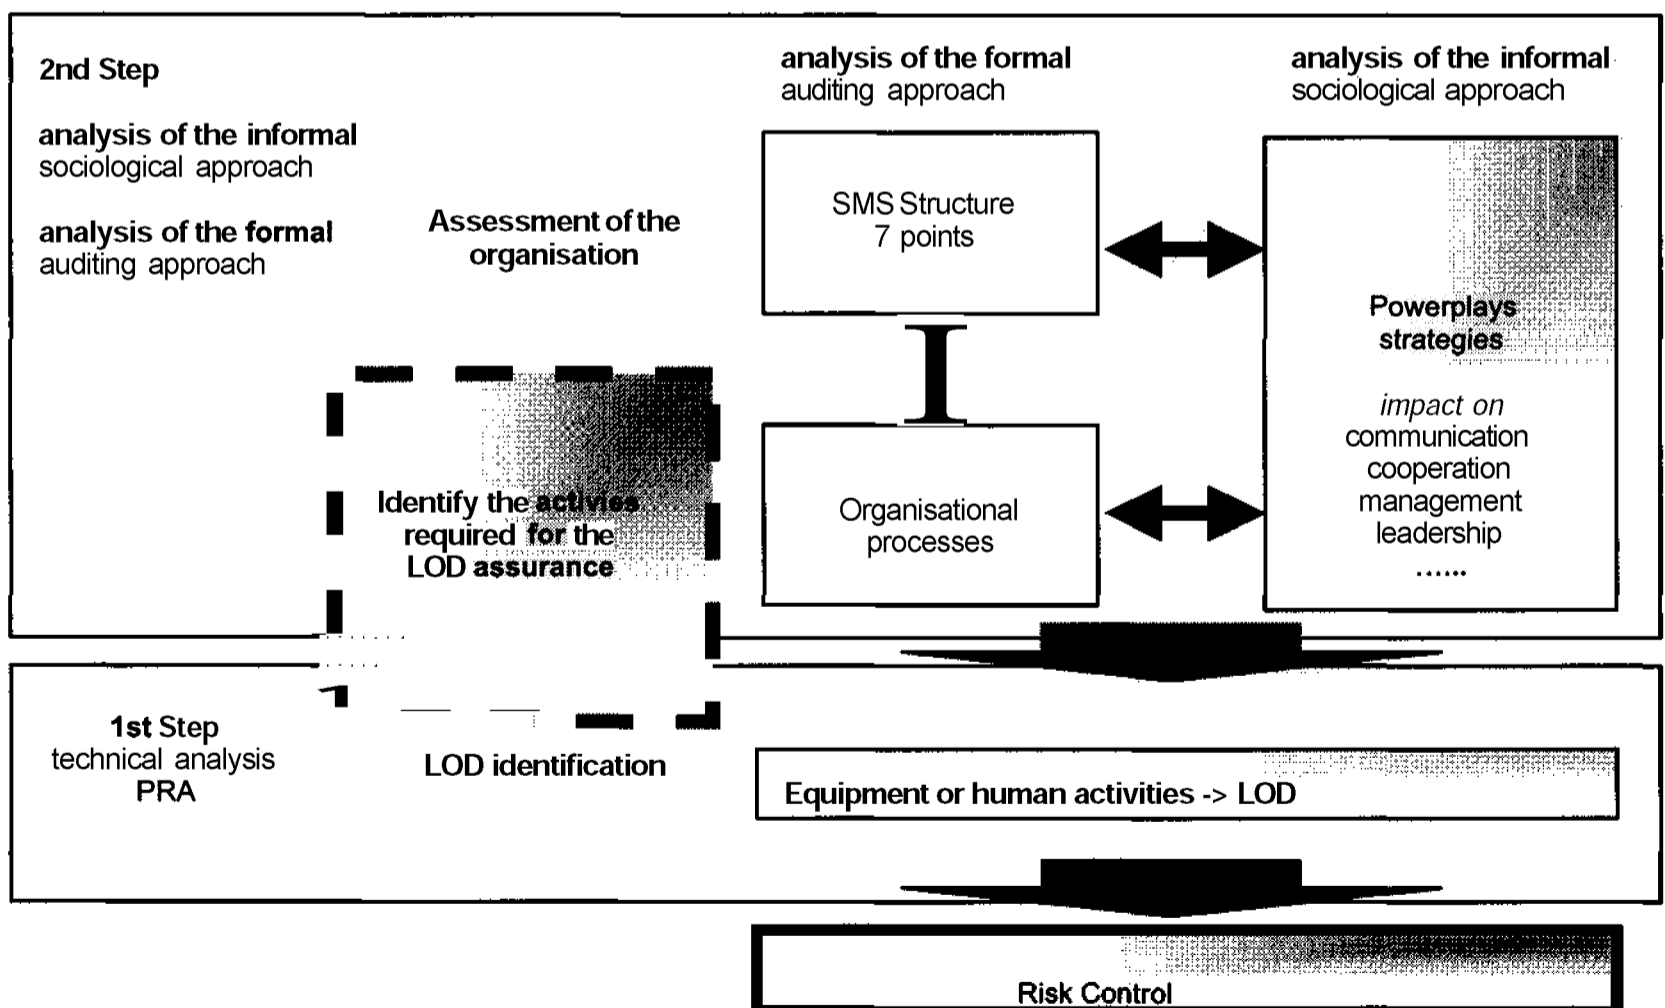 2nd Step
analysis of the informal
sociological approach
analysis of the formal
auditing approach
Assessment of the
organisation
analysis of the formal
auditing approach
analysis of the informal
sociological approach
SMS Structure
7 points
Organisational
processes
Powerplays
strategies
impact on
communication
cooperation
management
leadership
......
Identify the activies
required for the
LOD assurance
1st Step
technical analysis
PRA
LOD identification
Equipment or human activities -> LOD
Risk Control